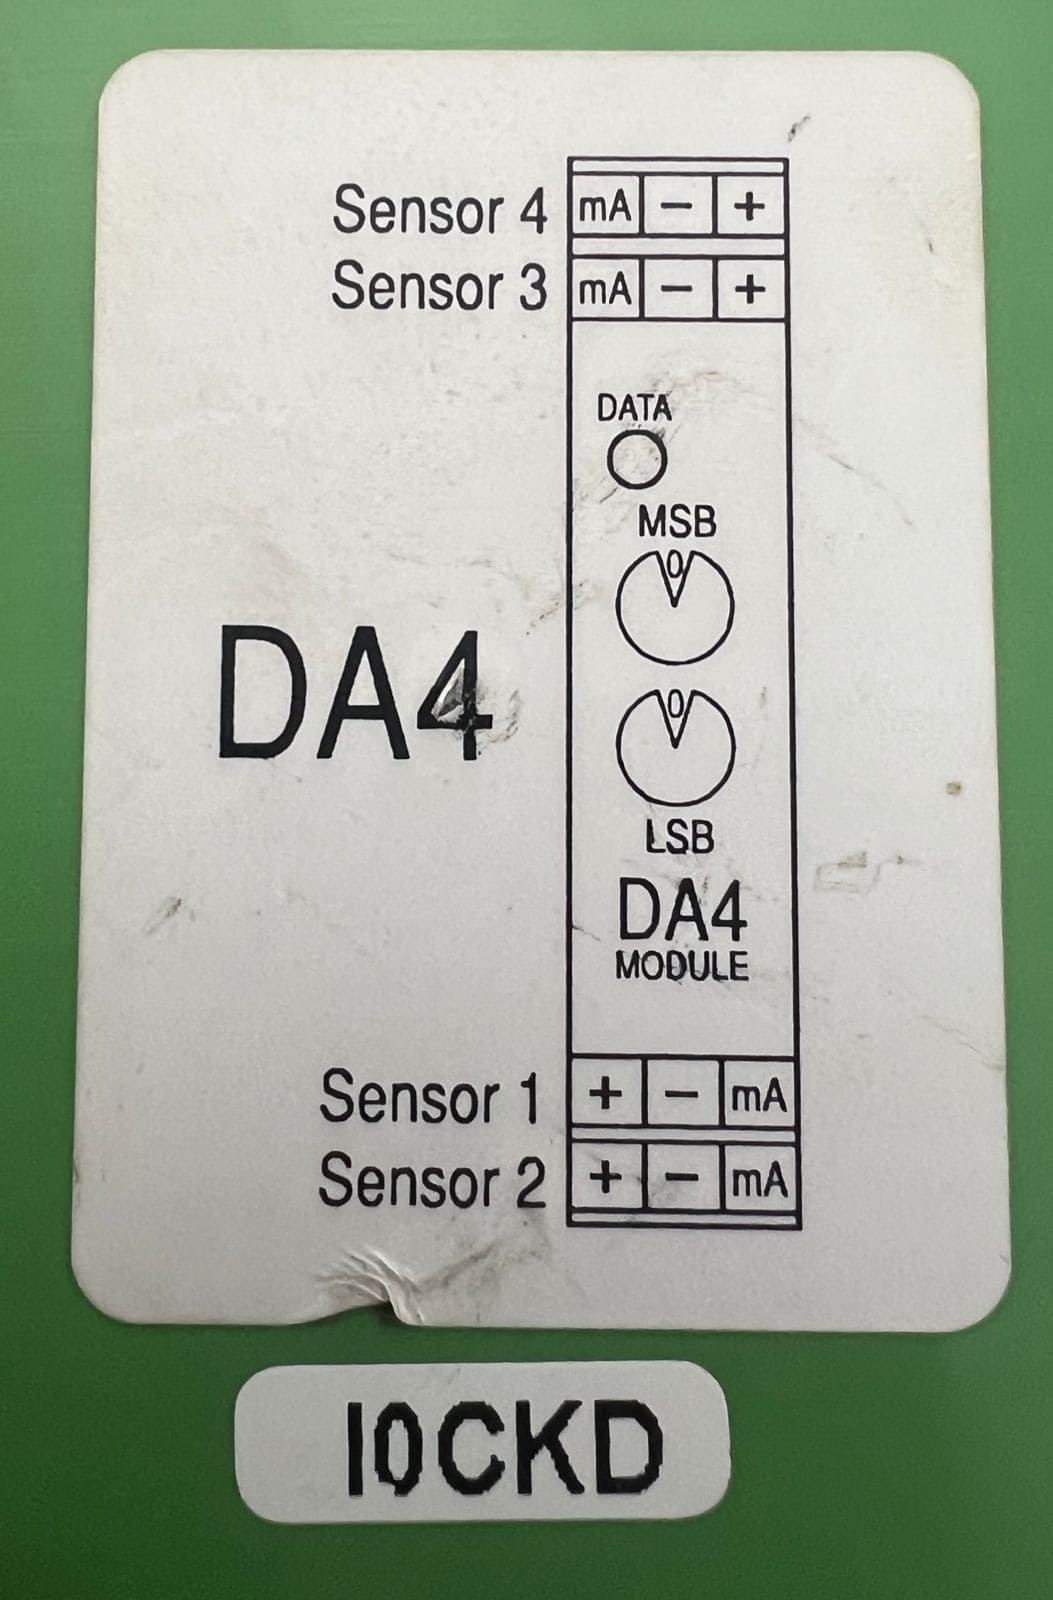 Sensor 4 mA − +
Sensor 3 mA − +
DATA
MSB
0
DA4
0
LSB
DA4
MODULE
Sensor 1 + − mA
Sensor 2 + − mA
I0CKD